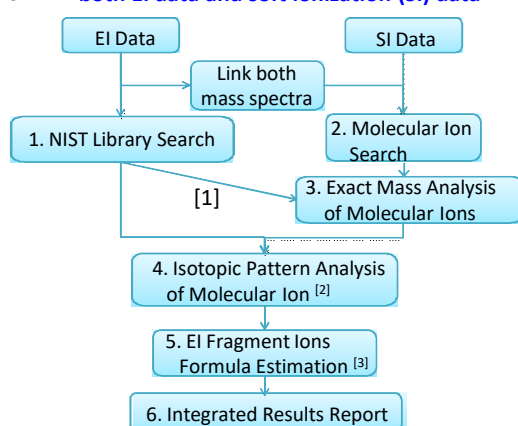 both EI data and soft ionization (SI) data
EI Data
SI Data
Link both
mass spectra
1. NIST Library Search
2. Molecular Ion
Search
[1]
3. Exact Mass Analysis
of Molecular Ions
4. Isotopic Pattern Analysis
of Molecular Ion [2]
5. EI Fragment Ions
Formula Estimation [3]
6. Integrated Results Report